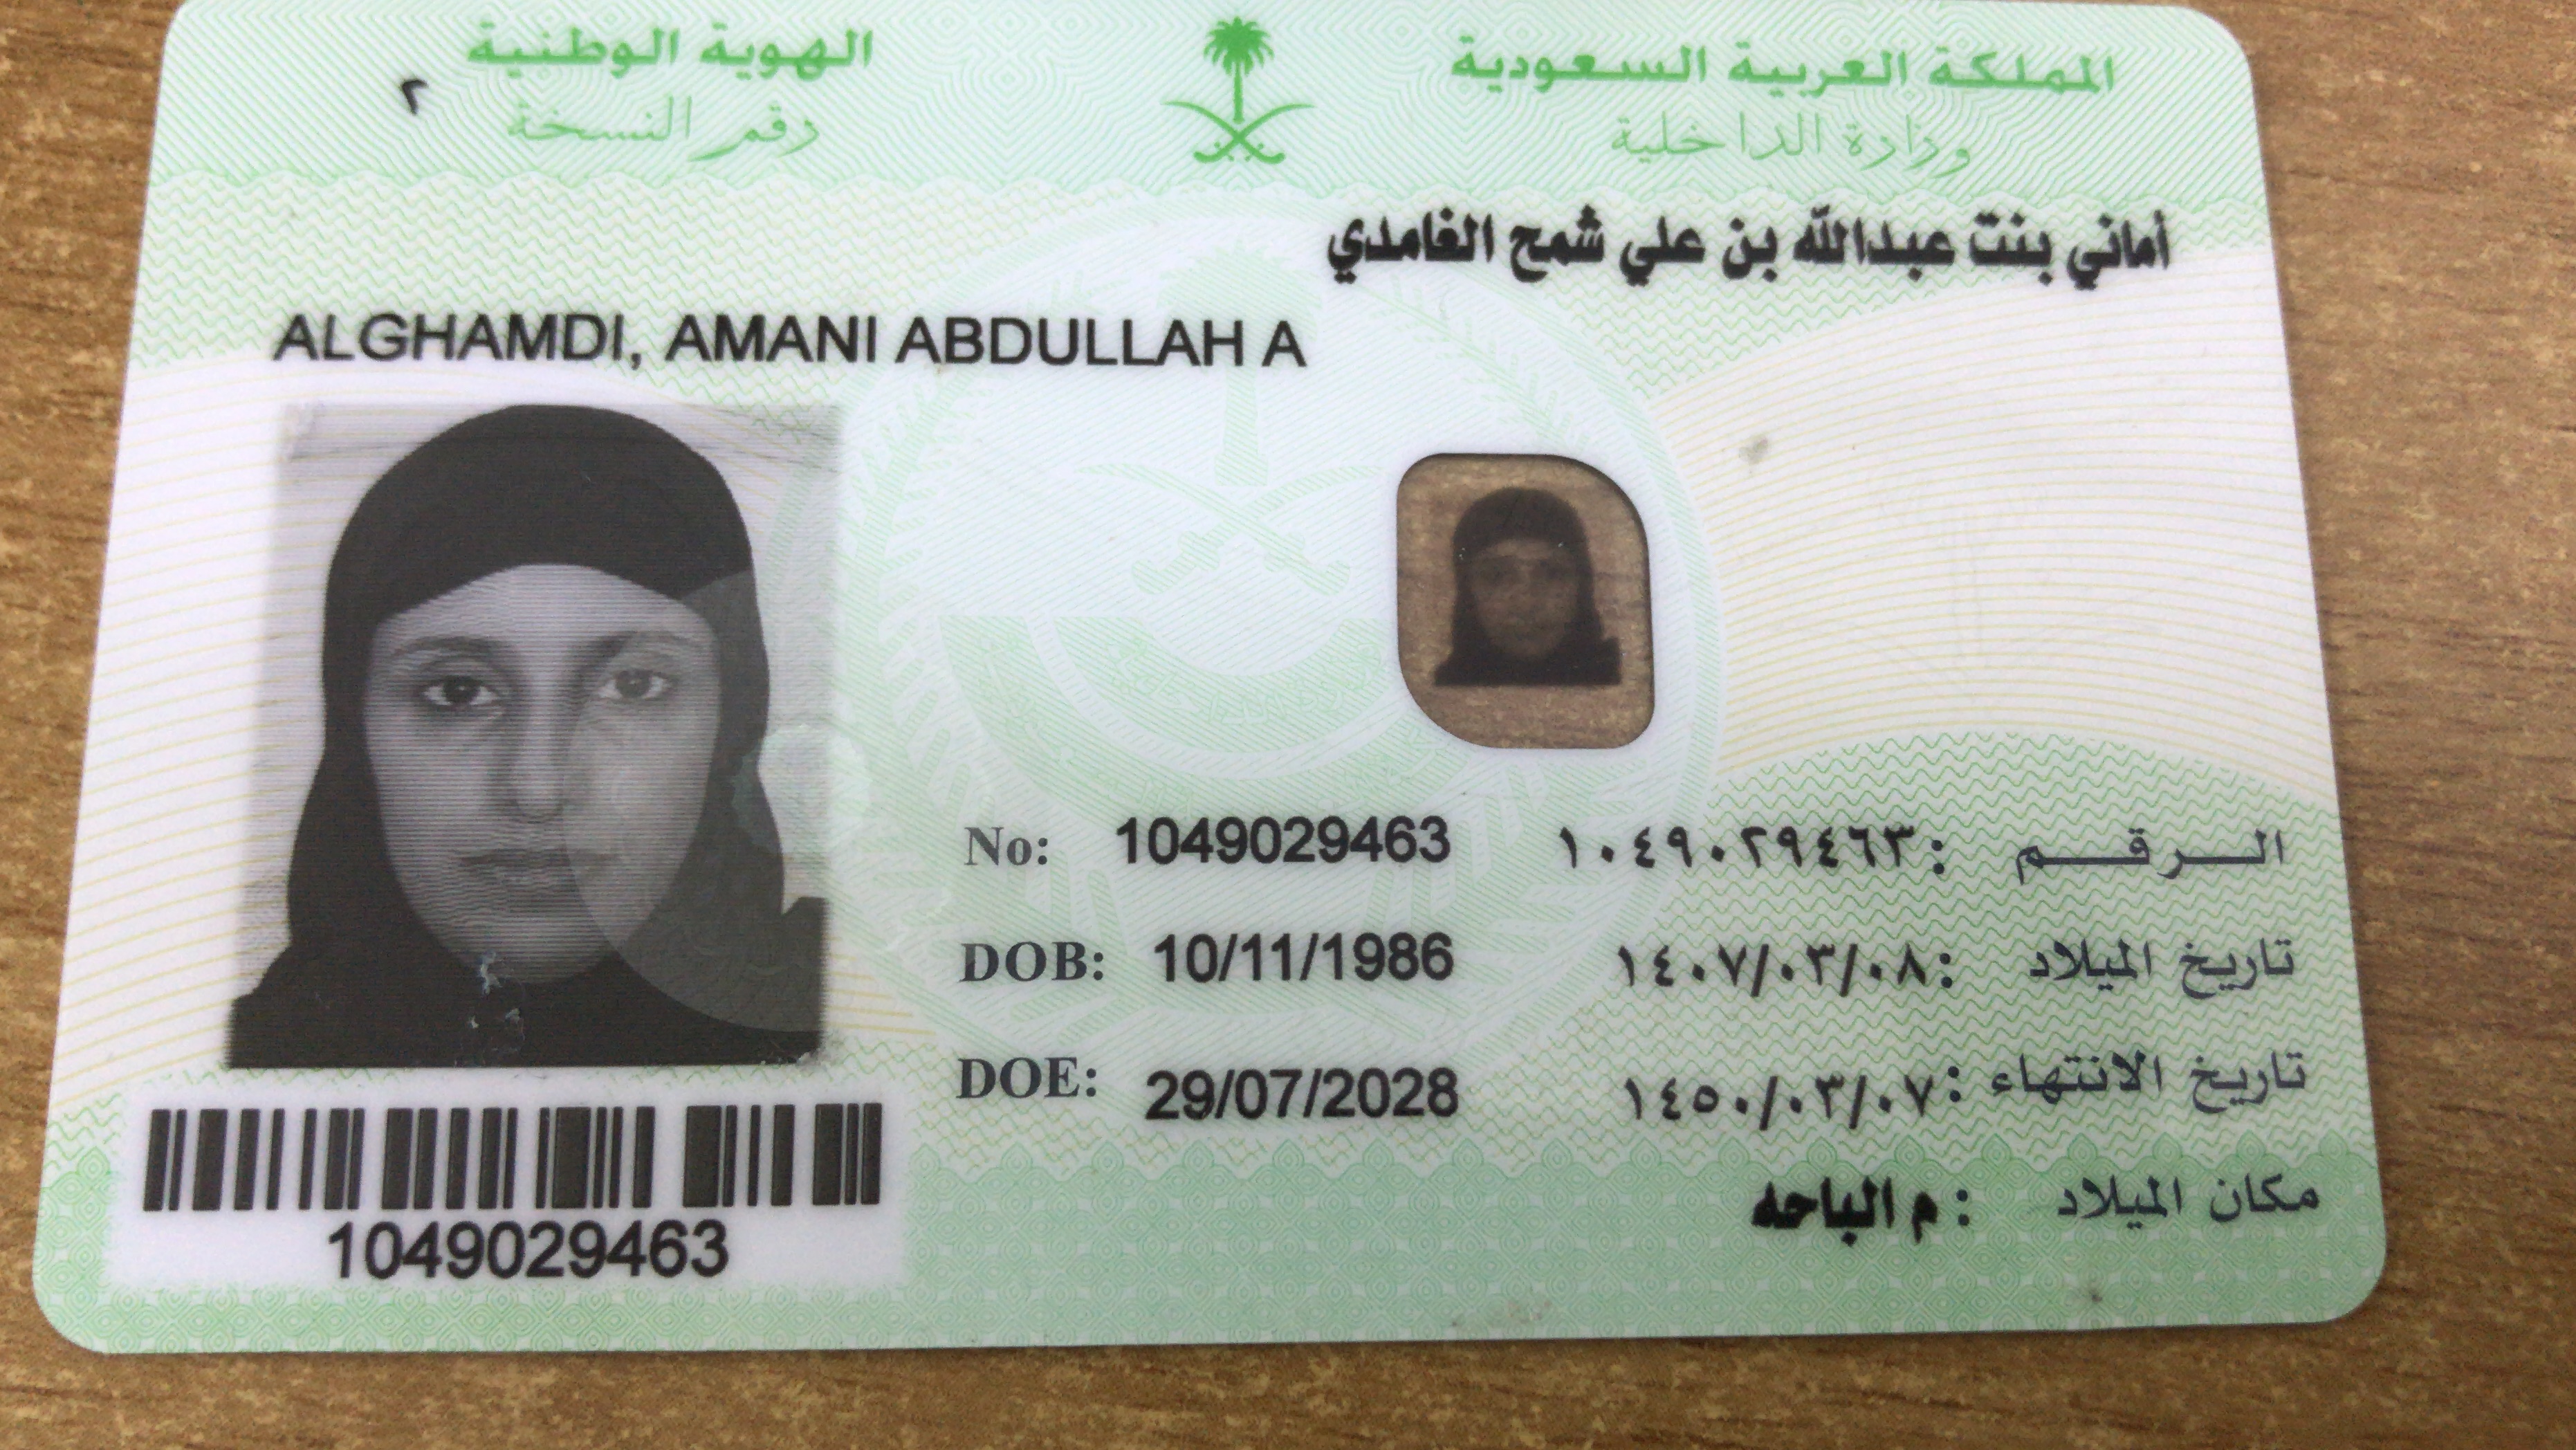 المملكة العربية السعودية
وزارة الداخلية
الهوية الوطنية
رقم النسخة
٢
أماني بنت عبدالله بن علي شمح الغامدي
ALGHAMDI, AMANI ABDULLAH A
الرقم : ١٠٤٩٠٢٩٤٦٣
No: 1049029463
تاريخ الميلاد : ١٤٠٧/٠٣/٠٨
DOB: 10/11/1986
تاريخ الانتهاء : ١٤٥٠/٠٣/٠٧
DOE: 29/07/2028
مكان الميلاد : م الباحه
1049029463